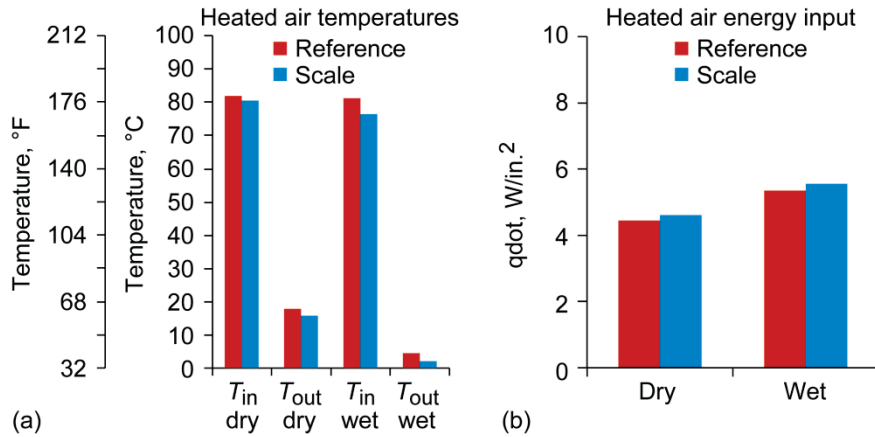 Heated air temperatures
Reference
Scale
Temperature, °F
212
176
140
104
68
32
Temperature, °C
100
90
80
70
60
50
40
30
20
10
0
Tin dry
Tout dry
Tin wet
Tout wet
(a)
Heated air energy input
Reference
Scale
qdot, W/in.²
10
8
6
4
2
0
Dry
Wet
(b)